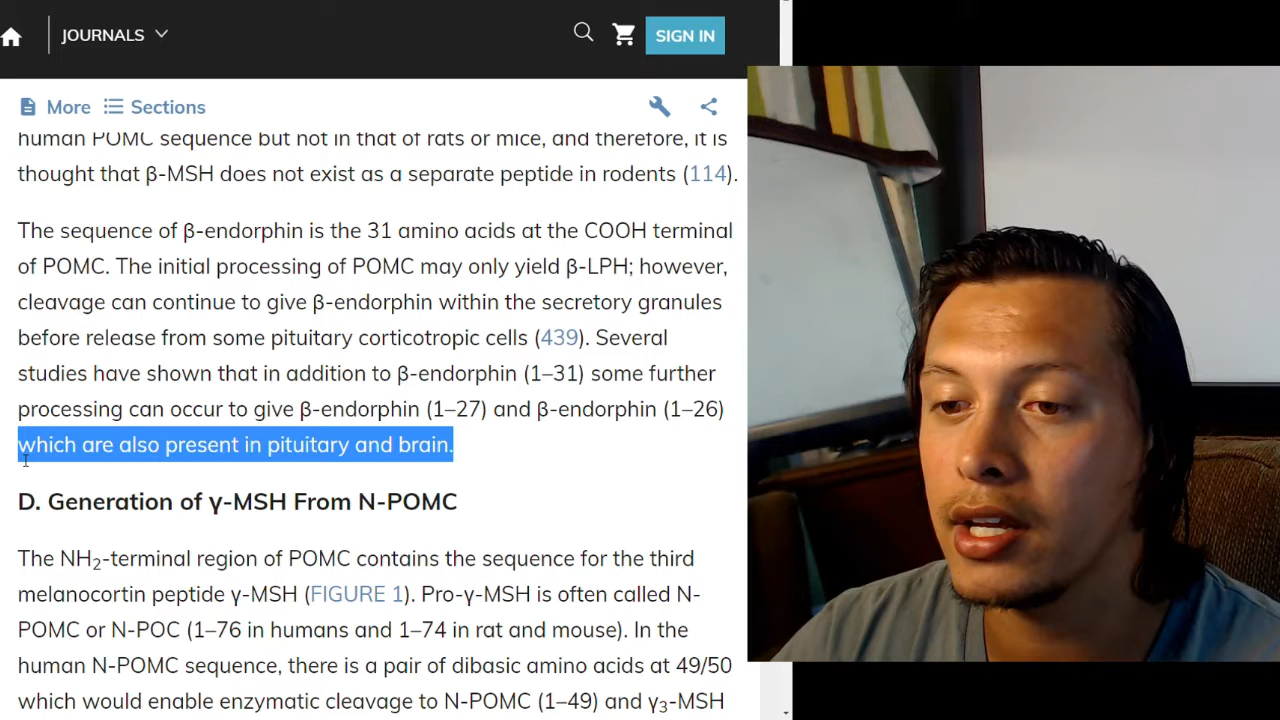 JOURNALS
SIGN IN
More
Sections
human POMC sequence but not in that of rats or mice, and therefore, it is
thought that β-MSH does not exist as a separate peptide in rodents (114).
The sequence of β-endorphin is the 31 amino acids at the COOH terminal
of POMC. The initial processing of POMC may only yield β-LPH; however,
cleavage can continue to give β-endorphin within the secretory granules
before release from some pituitary corticotropic cells (439). Several
studies have shown that in addition to β-endorphin (1–31) some further
processing can occur to give β-endorphin (1–27) and β-endorphin (1–26)
which are also present in pituitary and brain.
D. Generation of γ-MSH From N-POMC
The NH₂-terminal region of POMC contains the sequence for the third
melanocortin peptide γ-MSH (FIGURE 1). Pro-γ-MSH is often called N-
POMC or N-POC (1–76 in humans and 1–74 in rat and mouse). In the
human N-POMC sequence, there is a pair of dibasic amino acids at 49/50
which would enable enzymatic cleavage to N-POMC (1–49) and γ₃-MSH